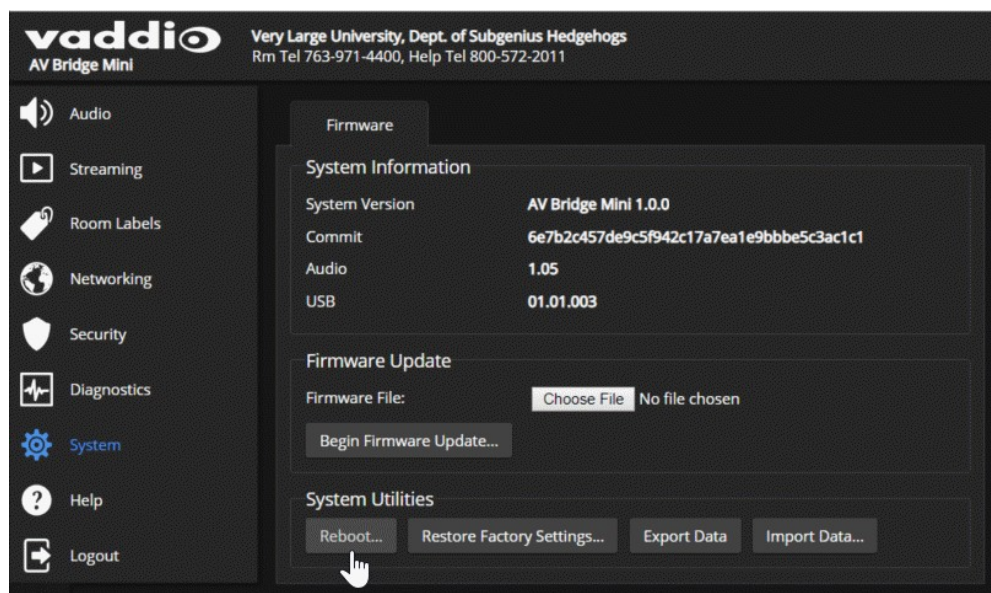 vaddio
AV Bridge Mini
Very Large University, Dept. of Subgenius Hedgehogs
Rm Tel 763-971-4400, Help Tel 800-572-2011
Audio
Streaming
Room Labels
Networking
Security
Diagnostics
System
Help
Logout
Firmware
System Information
System Version AV Bridge Mini 1.0.0
Commit 6e7b2c457de9c5f942c17a7ea1e9bbbe5c3ac1c1
Audio 1.05
USB 01.01.003
Firmware Update
Firmware File: Choose File No file chosen
Begin Firmware Update...
System Utilities
Reboot... Restore Factory Settings... Export Data Import Data...